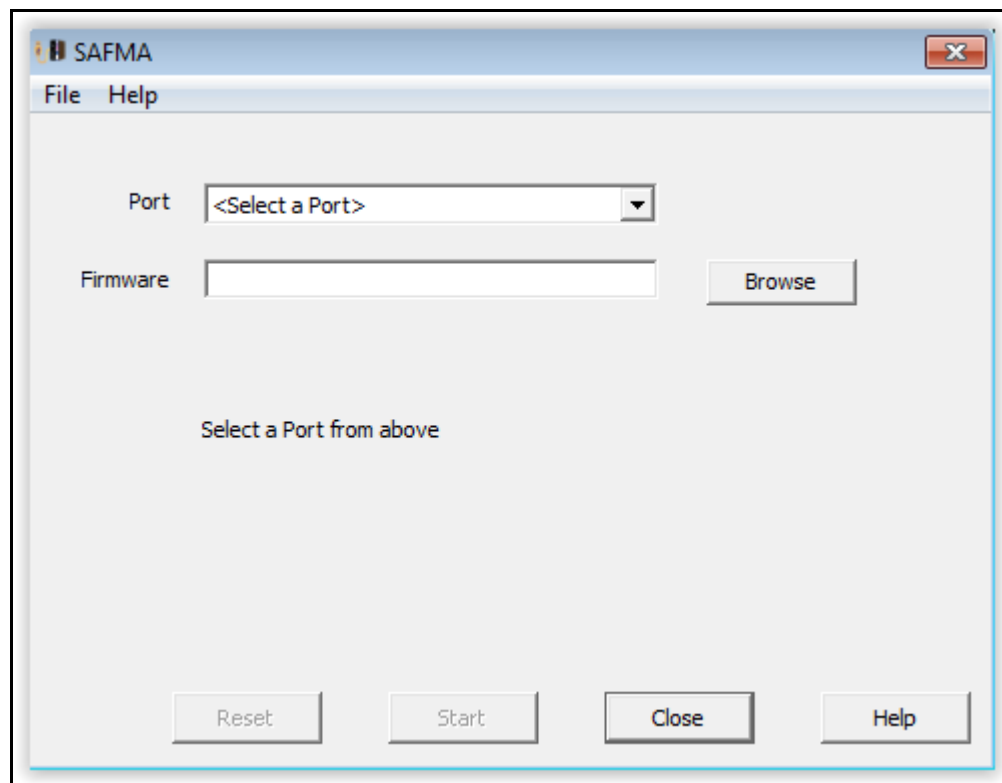 SAFMA
File Help
Port <Select a Port>
Firmware Browse
Select a Port from above
Reset Start Close Help